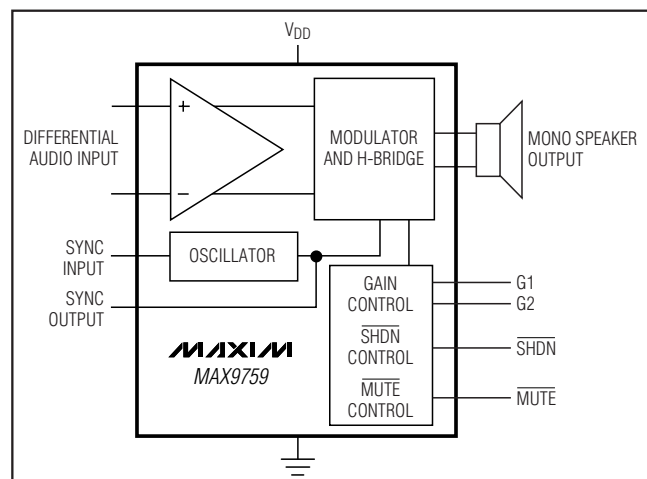 VDD
DIFFERENTIAL
AUDIO INPUT
+
−
MODULATOR
AND H-BRIDGE
MONO SPEAKER
OUTPUT
SYNC
INPUT
OSCILLATOR
SYNC
OUTPUT
GAIN
CONTROL
G1
G2
SHDN
CONTROL
SHDN
MUTE
CONTROL
MUTE
MAXIM
MAX9759